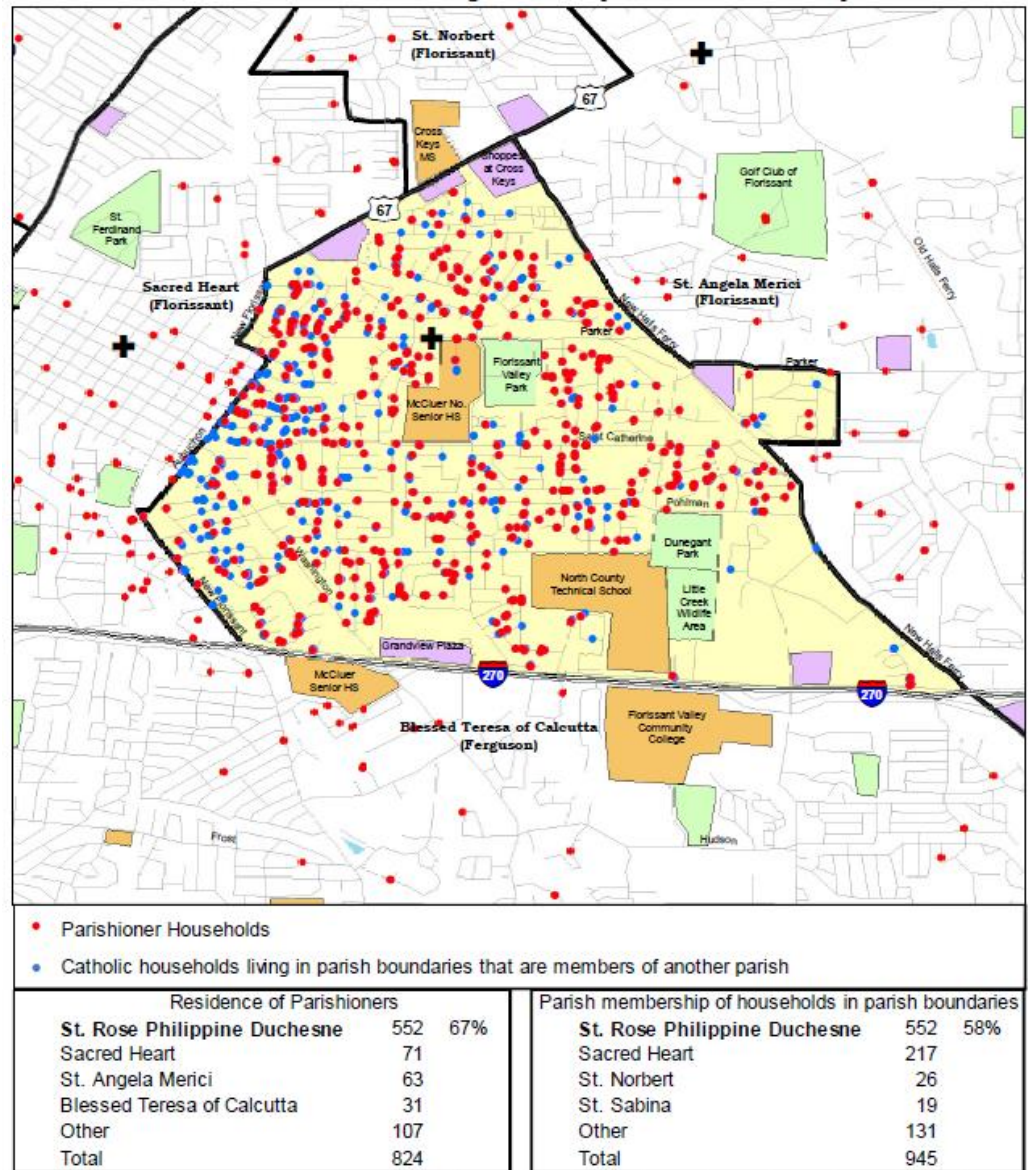 St. Norbert
(Florissant)
67
Cross
Keys
MS
Shoppes
at Cross
Keys
Golf Club of
Florissant
67
St.
Ferdinand
Park
Old Halls Ferry
Sacred Heart
(Florissant)
St. Angela Merici
(Florissant)
New Florissant
New Halls Ferry
Parker
Florissant
Valley
Park
Parker
McCluer No.
Senior HS
Saint Catherine
Pohlman
Dunegant
Park
Washington
North County
Technical School
Little
Creek
Wildlife
Area
New Florissant
New Halls Ferry
Grandview Plaza
270
McCluer
Senior HS
270
Blessed Teresa of Calcutta
(Ferguson)
Florissant Valley
Community
College
Frost
Hudson
Parishioner Households
Catholic households living in parish boundaries that are members of another parish
Residence of Parishioners
St. Rose Philippine Duchesne 552 67%
Sacred Heart 71
St. Angela Merici 63
Blessed Teresa of Calcutta 31
Other 107
Total 824
Parish membership of households in parish boundaries
St. Rose Philippine Duchesne 552 58%
Sacred Heart 217
St. Norbert 26
St. Sabina 19
Other 131
Total 945